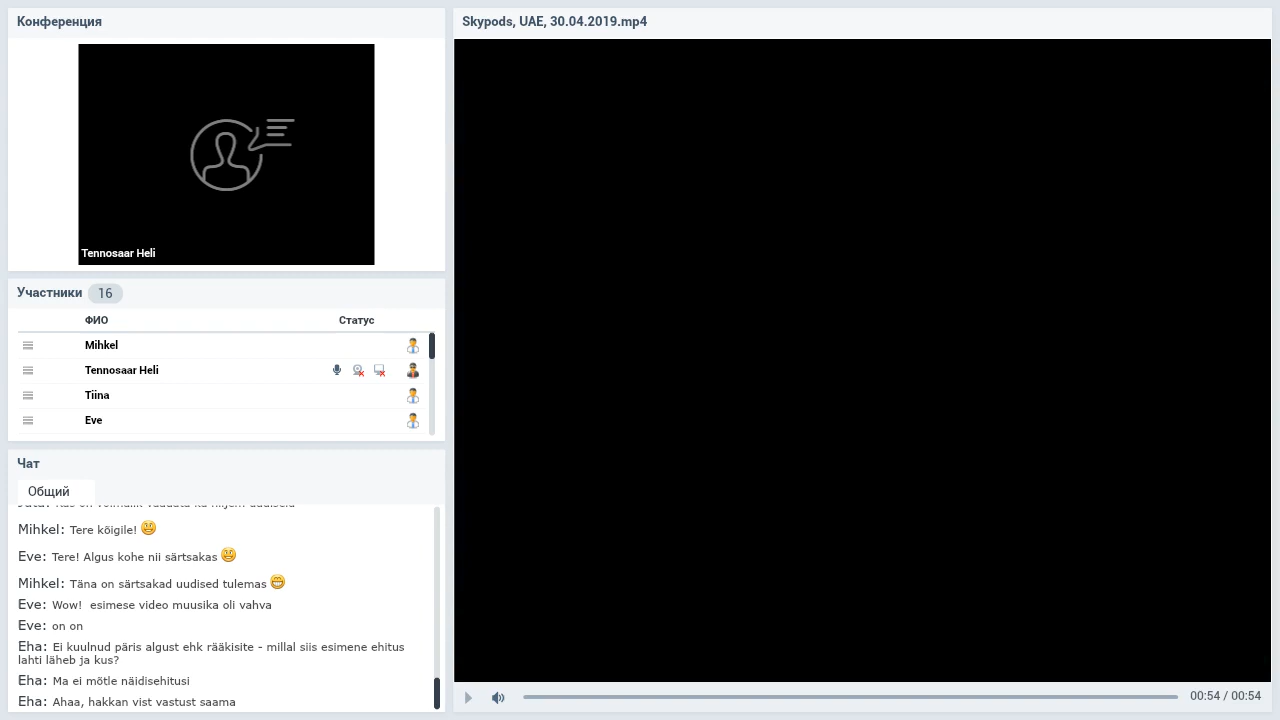 Конференция
Tennosaar Heli
Участники 16
ФИО Статус
Mihkel
Tennosaar Heli
Tiina
Eve
Чат
Общий
Mihkel: Tere kõigile!
Eve: Tere! Algus kohe nii särtsakas
Mihkel: Täna on särtsakad uudised tulemas
Eve: Wow! esimese video muusika oli vahva
Eve: on on
Eha: Ei kuulnud päris algust ehk rääkisite - millal siis esimene ehitus
lahti läheb ja kus?
Eha: Ma ei mõtle näidisehitusi
Eha: Ahaa, hakkan vist vastust saama
Skypods, UAE, 30.04.2019.mp4
00:54 / 00:54